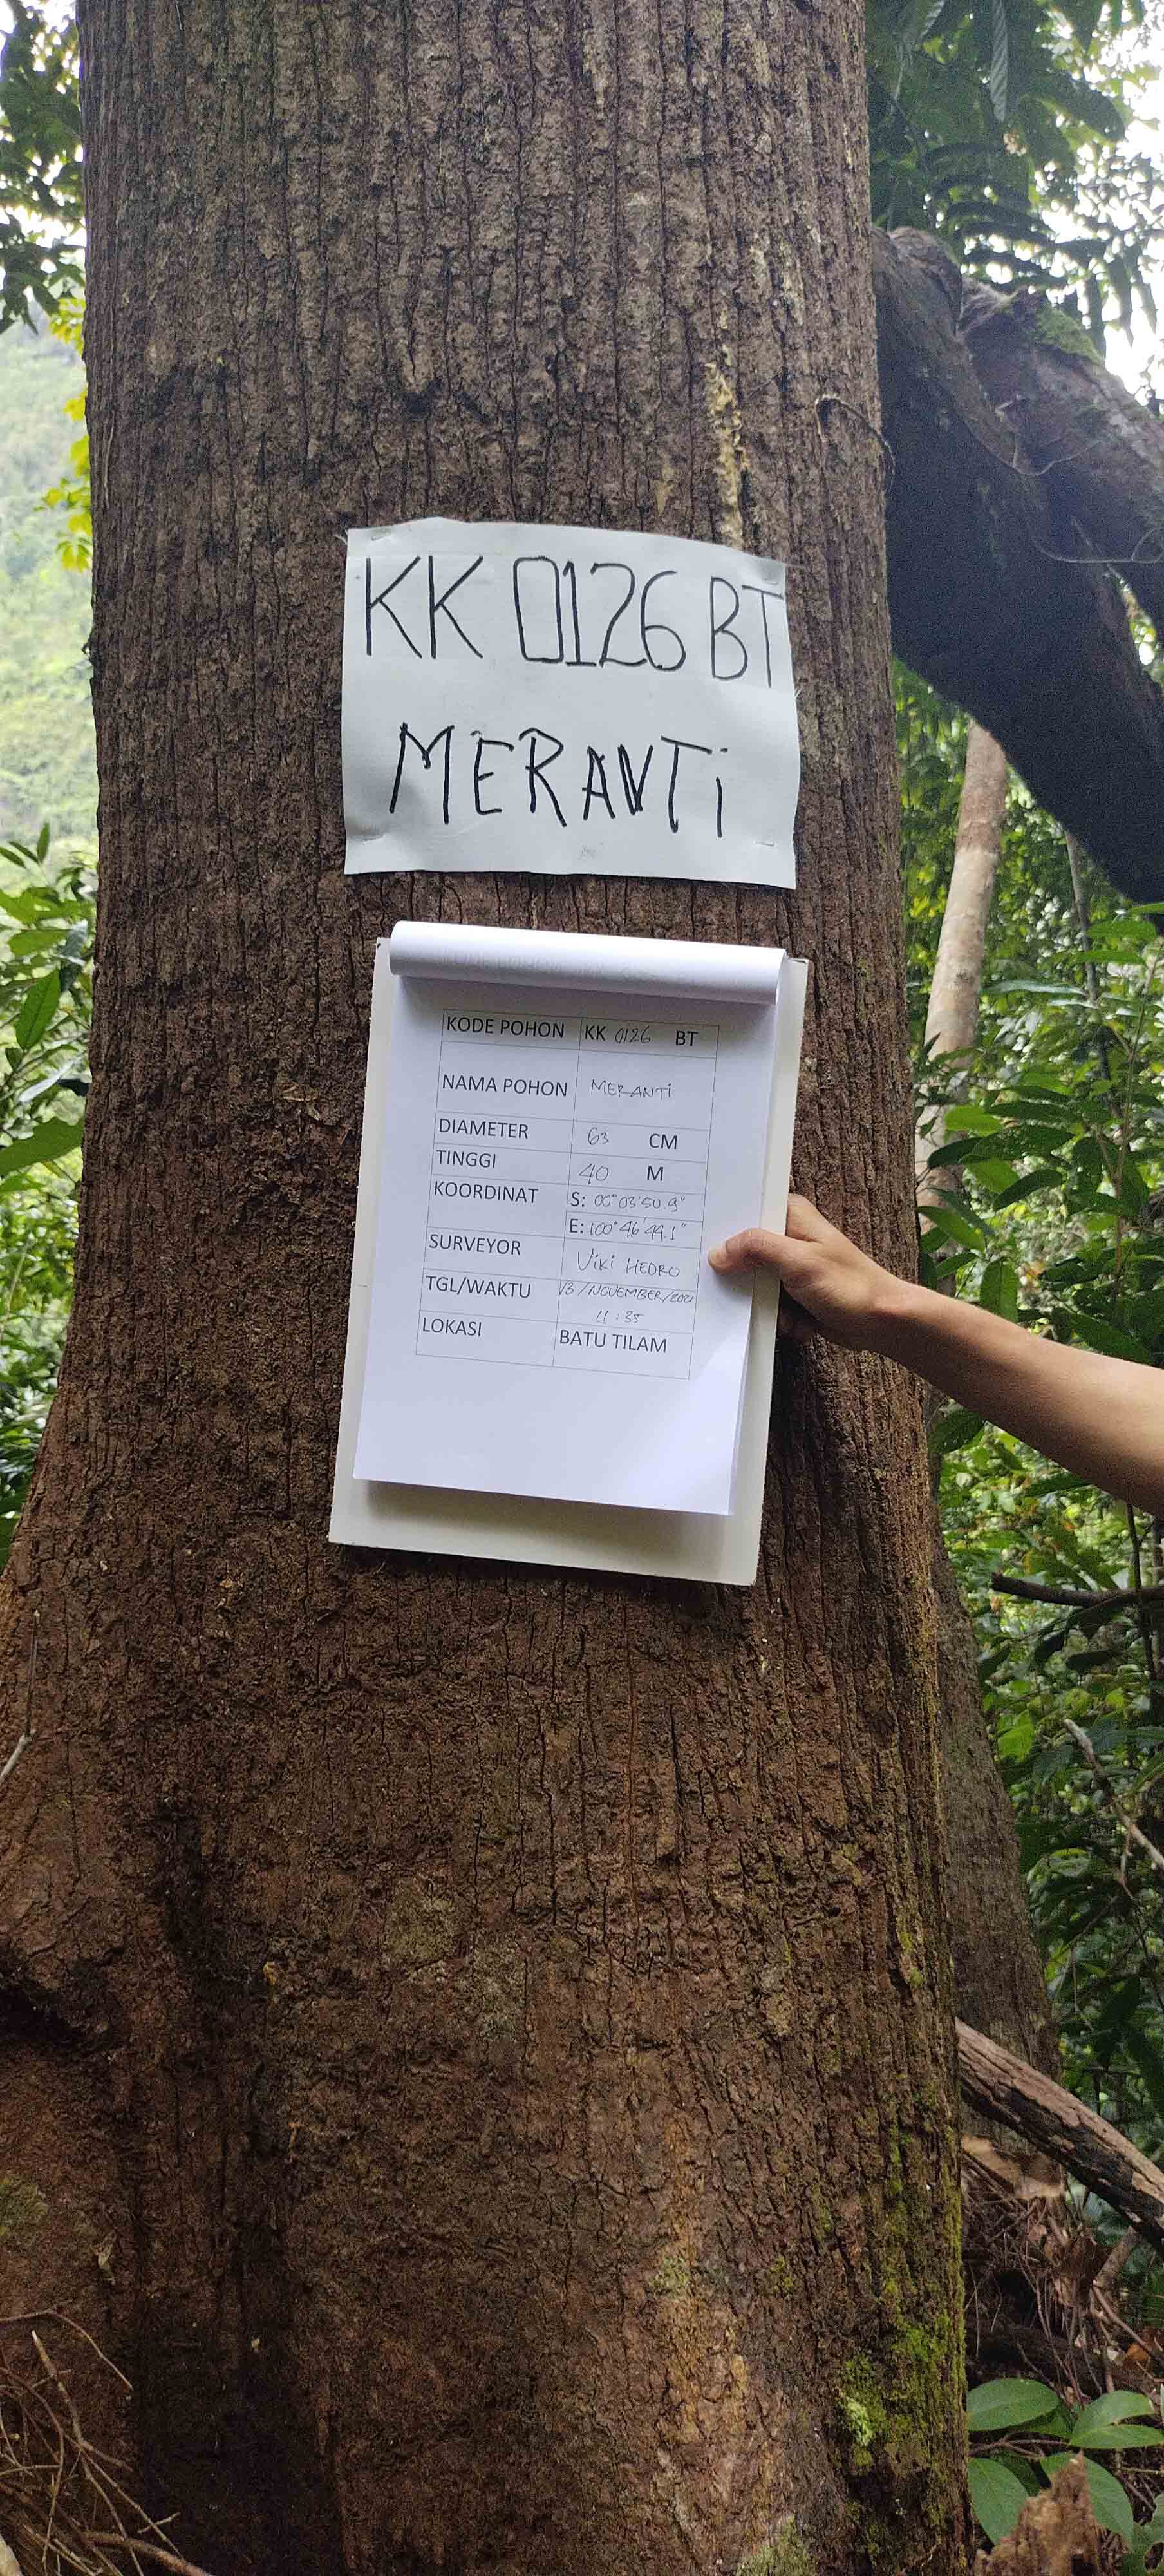 KK 0126 BT
MERANTi
KODE POHON KK 0126 BT
NAMA POHON MERANTi
DIAMETER 63 CM
TINGGI 40 M
KOORDINAT S: 00°03'50.9"
E: 100°46'44.1"
SURVEYOR ViKi HEDRO
TGL/WAKTU 13/NOVEMBER/2021
11:35
LOKASI BATU TILAM